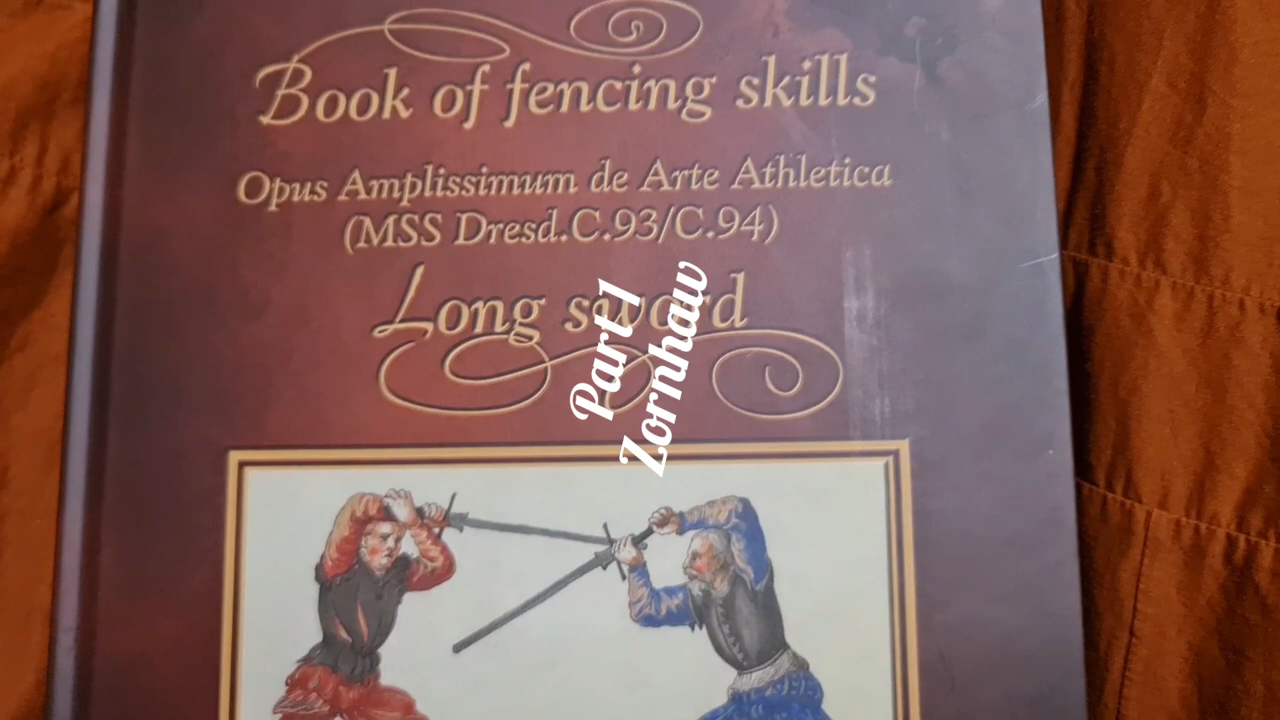 Book of fencing skills
Opus Amplissimum de Arte Athletica
(MSS Dresd.C.93/C.94)
Long sword
Part 1
Zornhaw